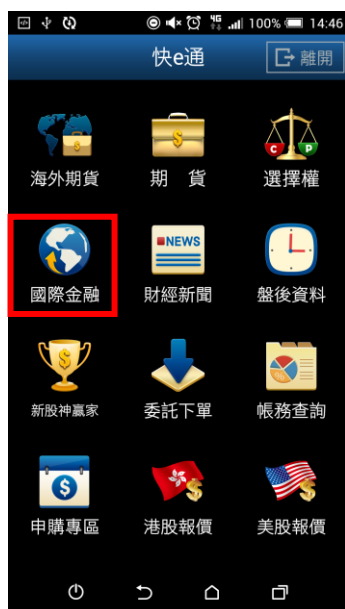 4G 100% 14:46
快e通 離開
$
C P
海外期貨 期 貨 選擇權
NEWS
國際金融 財經新聞 盤後資料
$
新股神贏家 委託下單 帳務查詢
$ $ $
申購專區 港股報價 美股報價